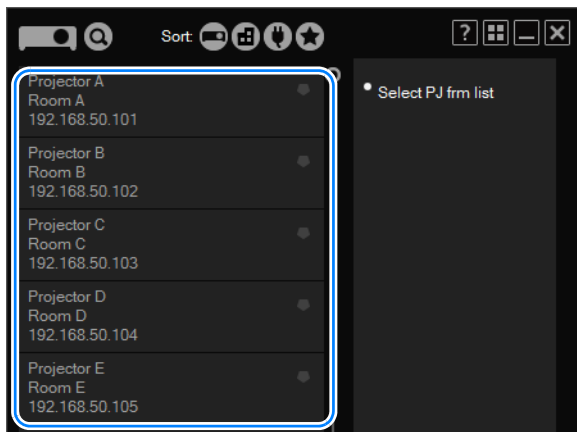 Sort:
?
Projector A
Room A
192.168.50.101
Projector B
Room B
192.168.50.102
Projector C
Room C
192.168.50.103
Projector D
Room D
192.168.50.104
Projector E
Room E
192.168.50.105
Select PJ frm list